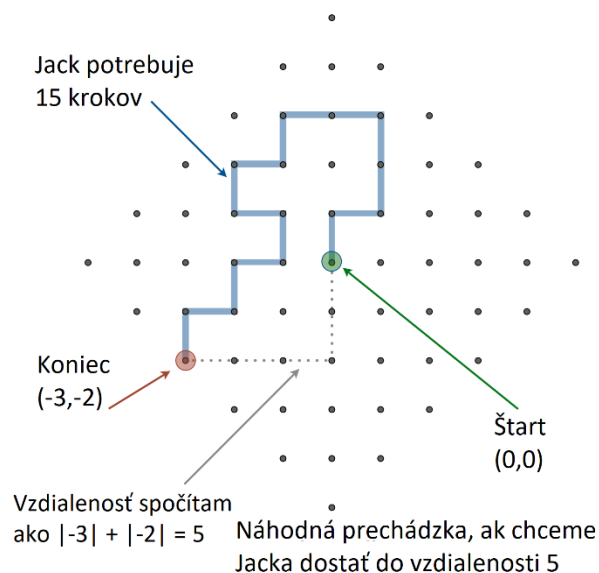 Jack potrebuje
15 krokov
Koniec
(-3,-2)
Štart
(0,0)
Vzdialenosť spočítam
ako |-3| + |-2| = 5
Náhodná prechádzka, ak chceme
Jacka dostať do vzdialenosti 5